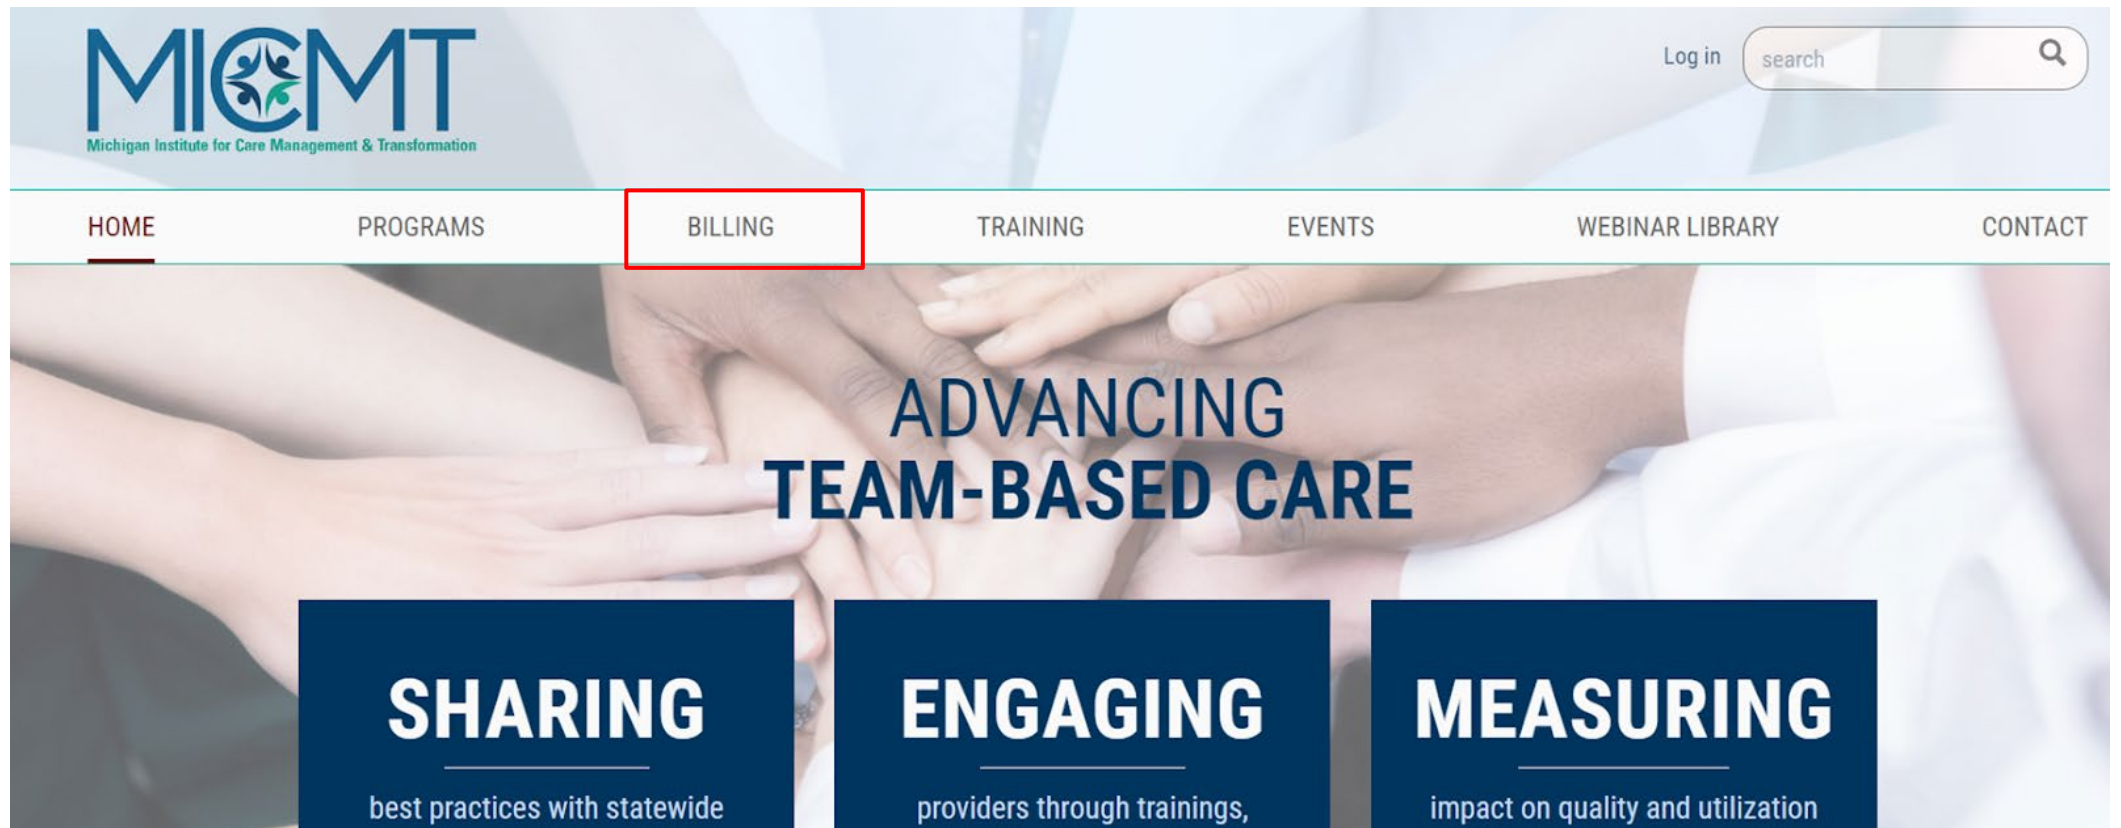 MICMT
Michigan Institute for Care Management & Transformation
Log in
search
HOME PROGRAMS BILLING TRAINING EVENTS WEBINAR LIBRARY CONTACT
ADVANCING
TEAM-BASED CARE
SHARING
best practices with statewide
ENGAGING
providers through trainings,
MEASURING
impact on quality and utilization